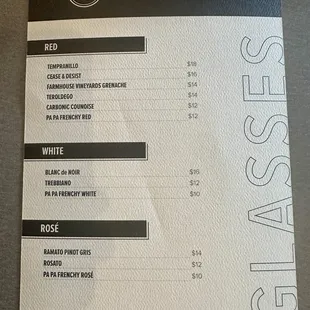 RED
TEMPRANILLO $18
CEASE & DESIST $16
FARMHOUSE VINEYARDS GRENACHE $14
TEROLDEGO $14
CARBONIC COUNOISE $12
PA PA FRENCHY RED $12
WHITE
BLANC de NOIR $16
TREBBIANO $12
PA PA FRENCHY WHITE $10
ROSÉ
RAMATO PINOT GRIS $14
ROSATO $12
PA PA FRENCHY ROSÉ $10
GLASSES